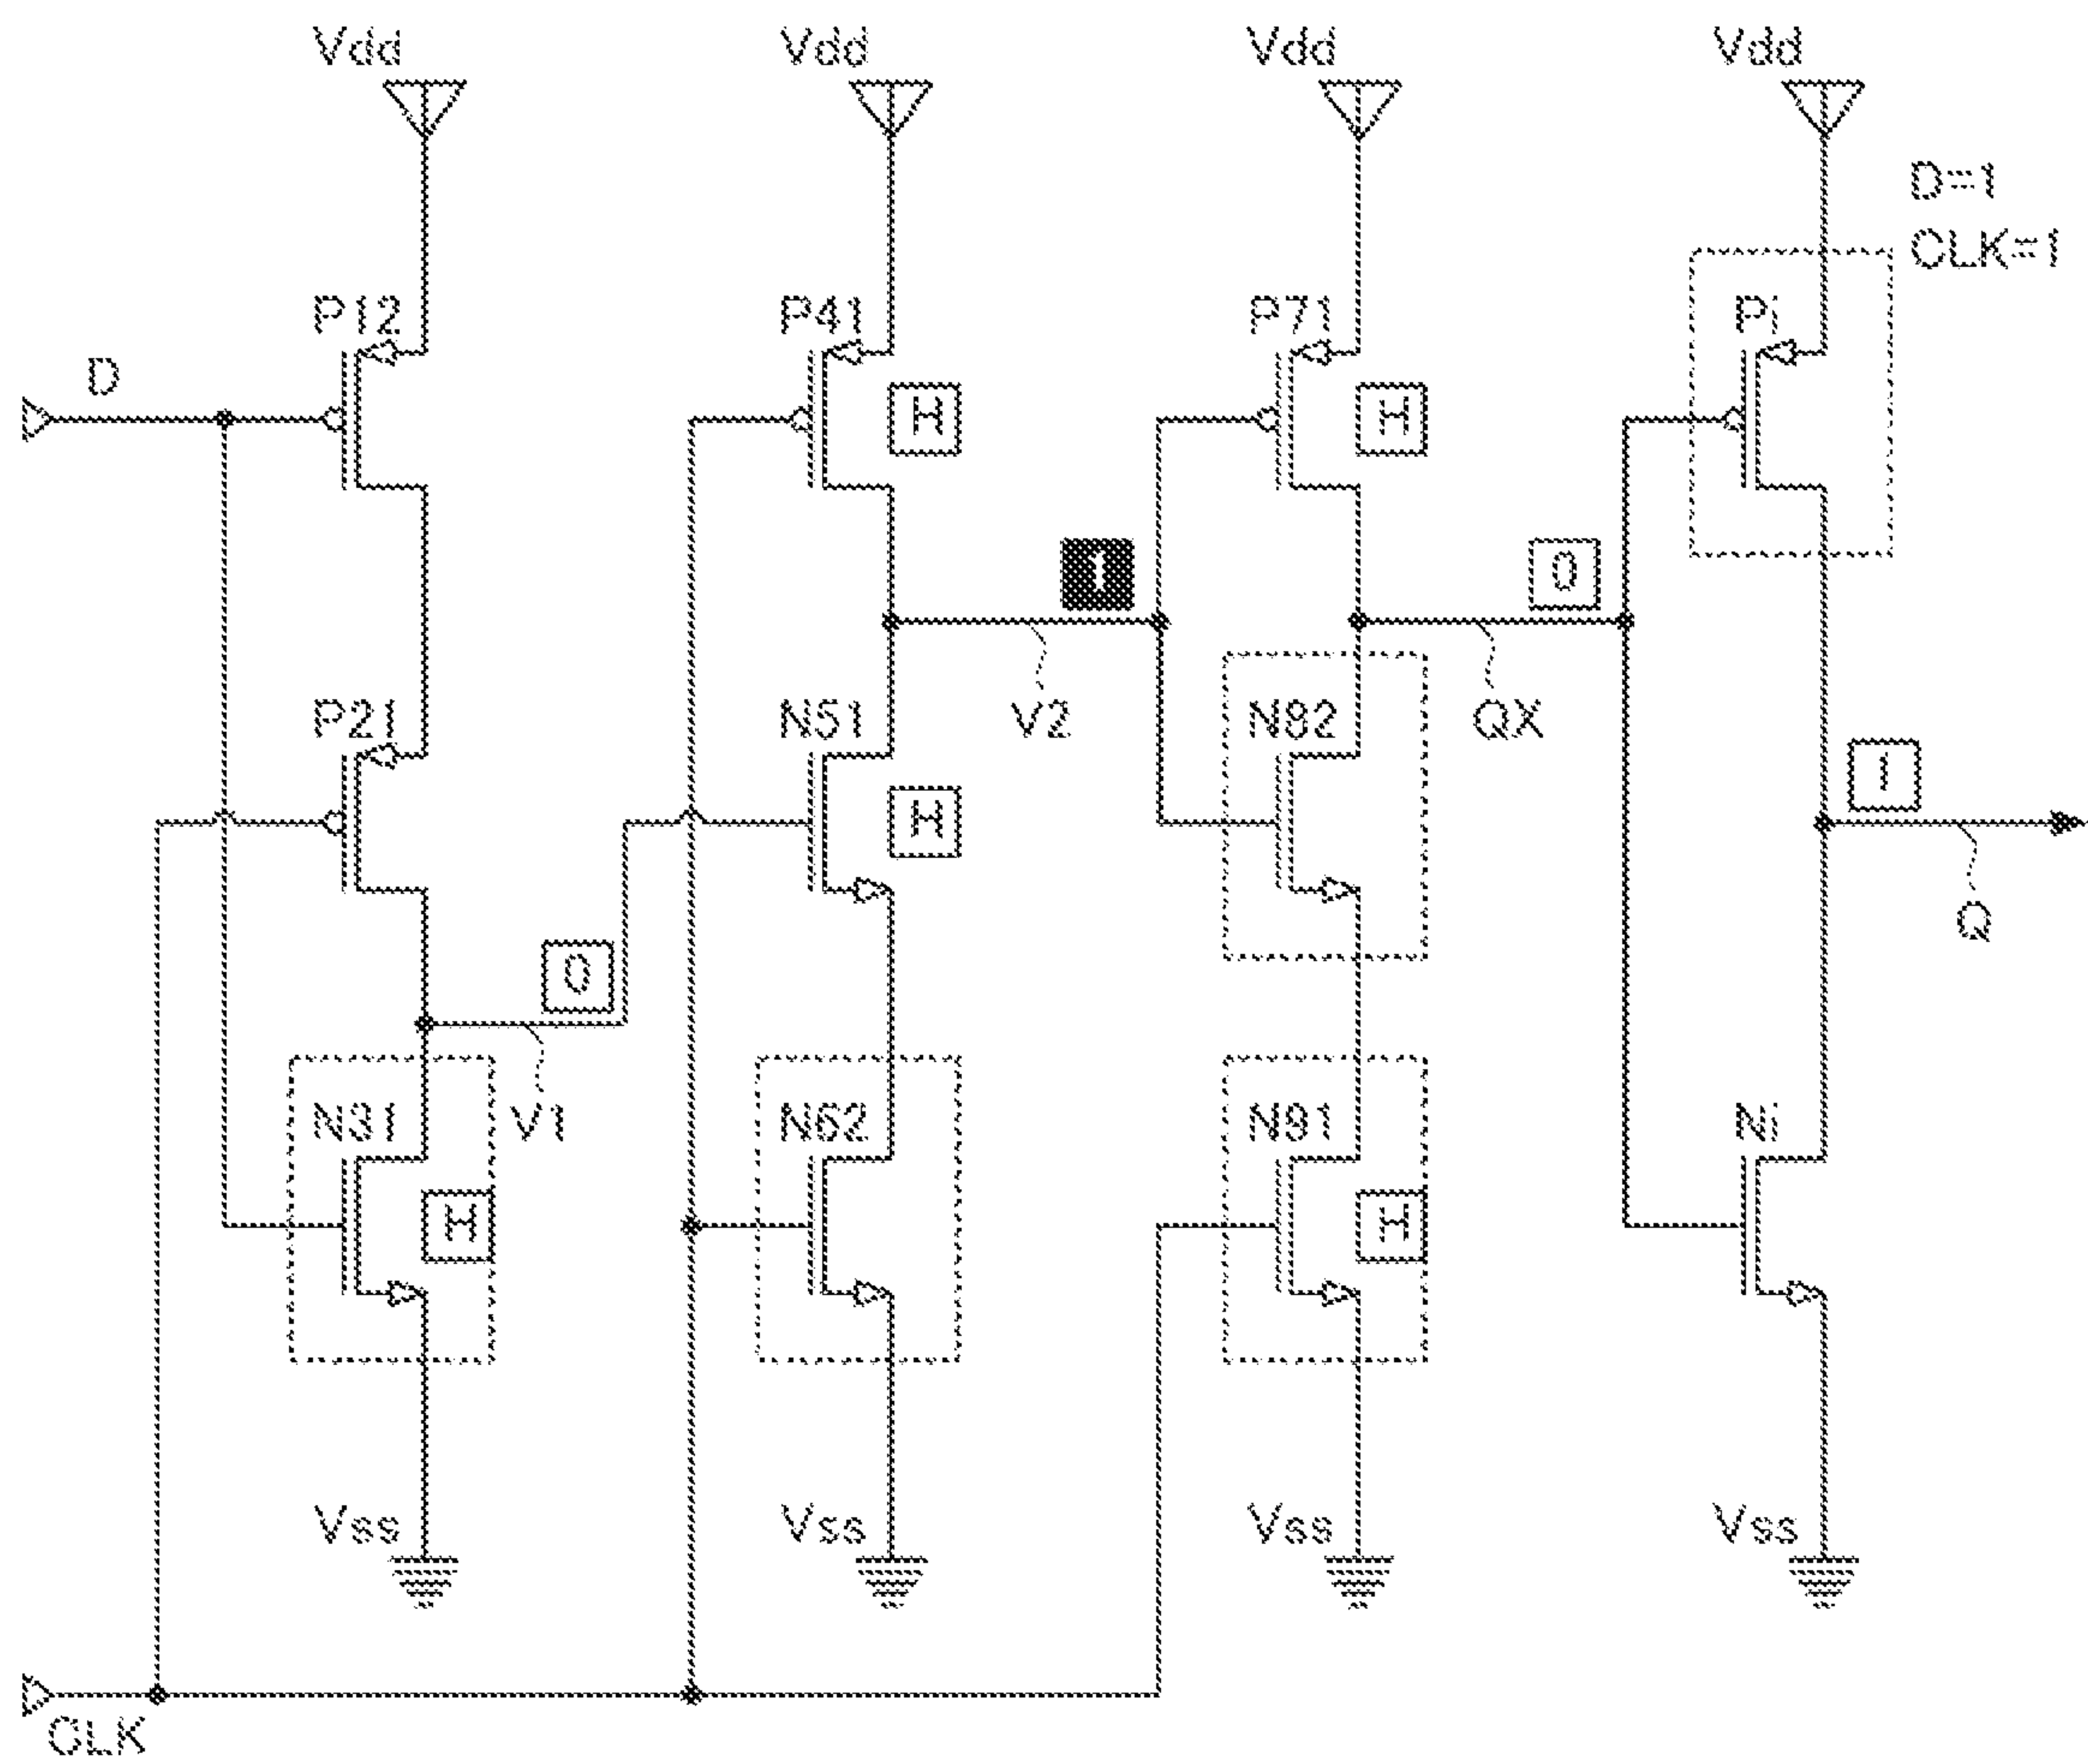 Vdd Vdd Vdd Vdd
D=1
CLK=1
P12 P41 P71 Pi
D
H H
1 0
P21 N51 V2 N82 QX
1
H
Q
0
N31 V1 N62 N91 Ni
H H
Vss Vss Vss Vss
CLK